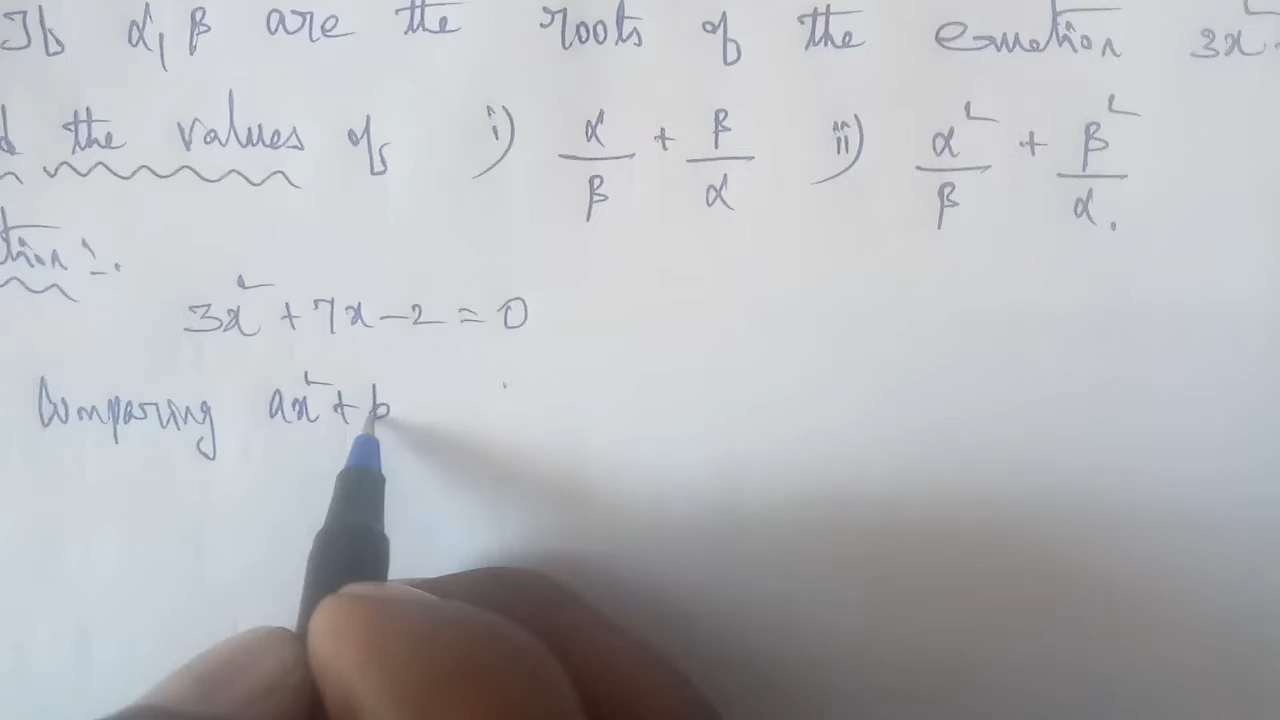 If α, β are the roots of the equation 3x²
the values of i) α/β + β/α ii) α²/β + β²/α.
3x² + 7x - 2 = 0
Comparing ax² + b